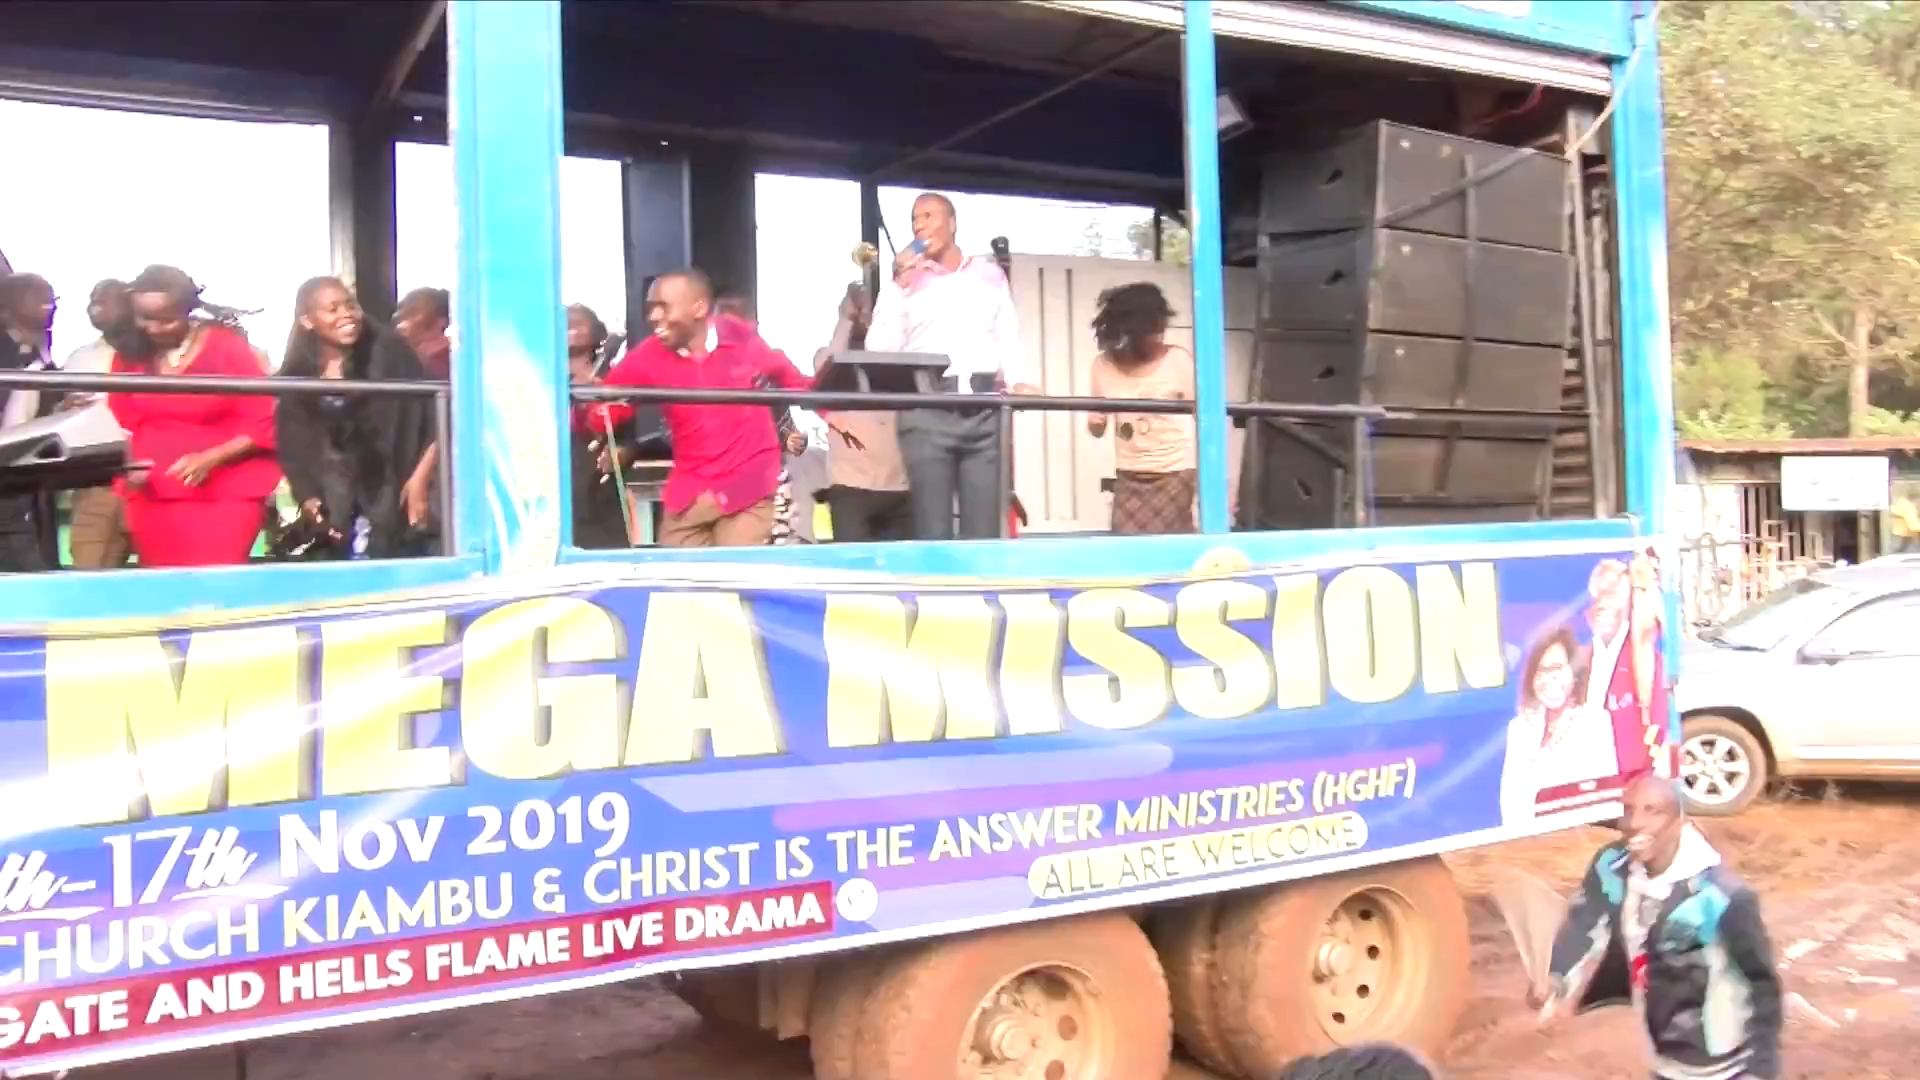 MEGA MISSION
th-17th Nov 2019
CHURCH KIAMBU & CHRIST IS THE ANSWER MINISTRIES (HGHF)
ALL ARE WELCOME
GATE AND HELLS FLAME LIVE DRAMA